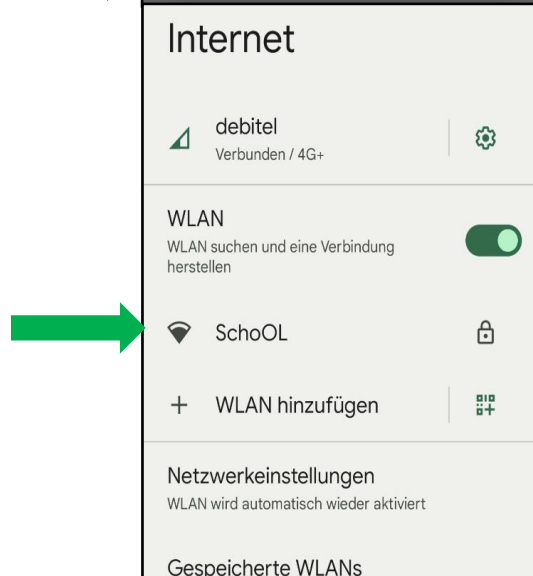 Internet
debitel
Verbunden / 4G+
WLAN
WLAN suchen und eine Verbindung
herstellen
SchoOL
WLAN hinzufügen
Netzwerkeinstellungen
WLAN wird automatisch wieder aktiviert
Gespeicherte WLANs